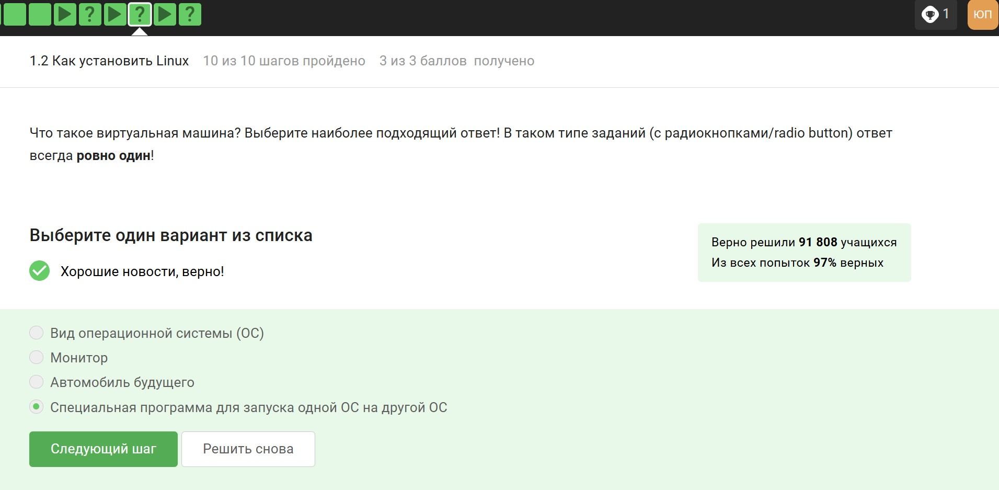 ? ? ? 1 ЮП
1.2 Как установить Linux 10 из 10 шагов пройдено 3 из 3 баллов получено
Что такое виртуальная машина? Выберите наиболее подходящий ответ! В таком типе заданий (с радиокнопками/radio button) ответ
всегда ровно один!
Выберите один вариант из списка
Хорошие новости, верно!
Верно решили 91 808 учащихся
Из всех попыток 97% верных
Вид операционной системы (ОС)
Монитор
Автомобиль будущего
Специальная программа для запуска одной ОС на другой ОС
Следующий шаг Решить снова